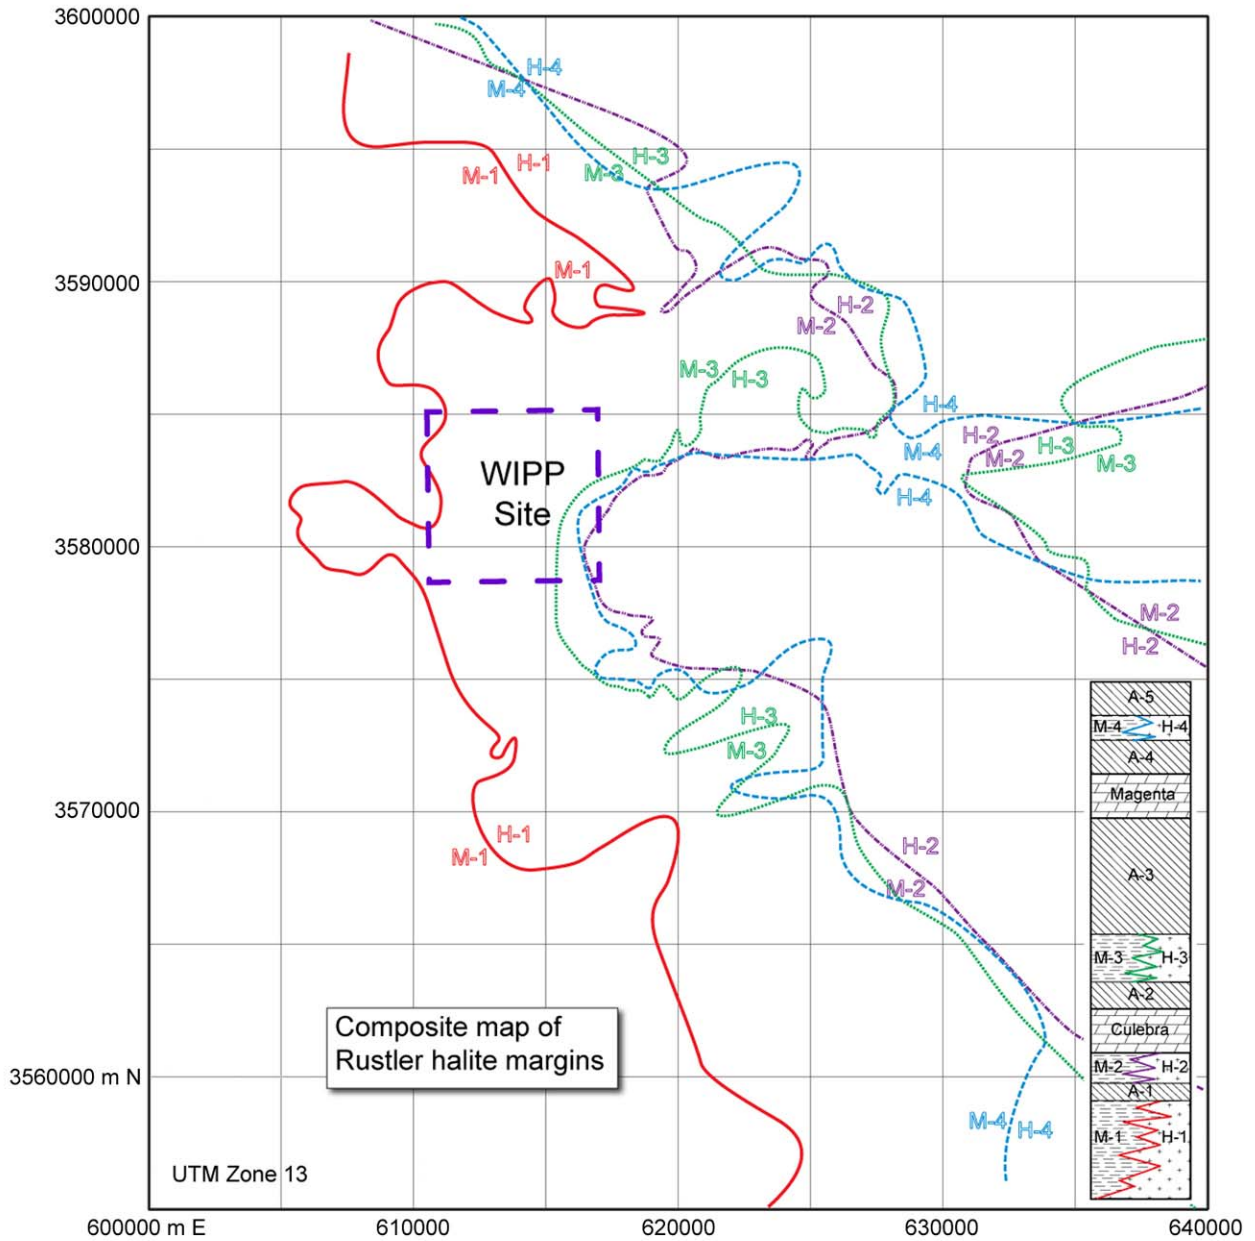 3600000
H-4
M-4
H-3
M-3
H-1
M-1
M-1
3590000
H-2
M-2
M-3
H-3
H-4
H-2
M-2
H-3
M-3
M-4
H-4
WIPP
Site
3580000
M-2
H-2
H-3
M-3
3570000
H-1
M-1
H-2
M-2
A-5
M-4 H-4
A-4
Magenta
A-3
M-3 H-3
A-2
Culebra
M-2 H-2
A-1
M-1 H-1
Composite map of
Rustler halite margins
3560000 m N
M-4 H-4
UTM Zone 13
600000 m E 610000 620000 630000 640000